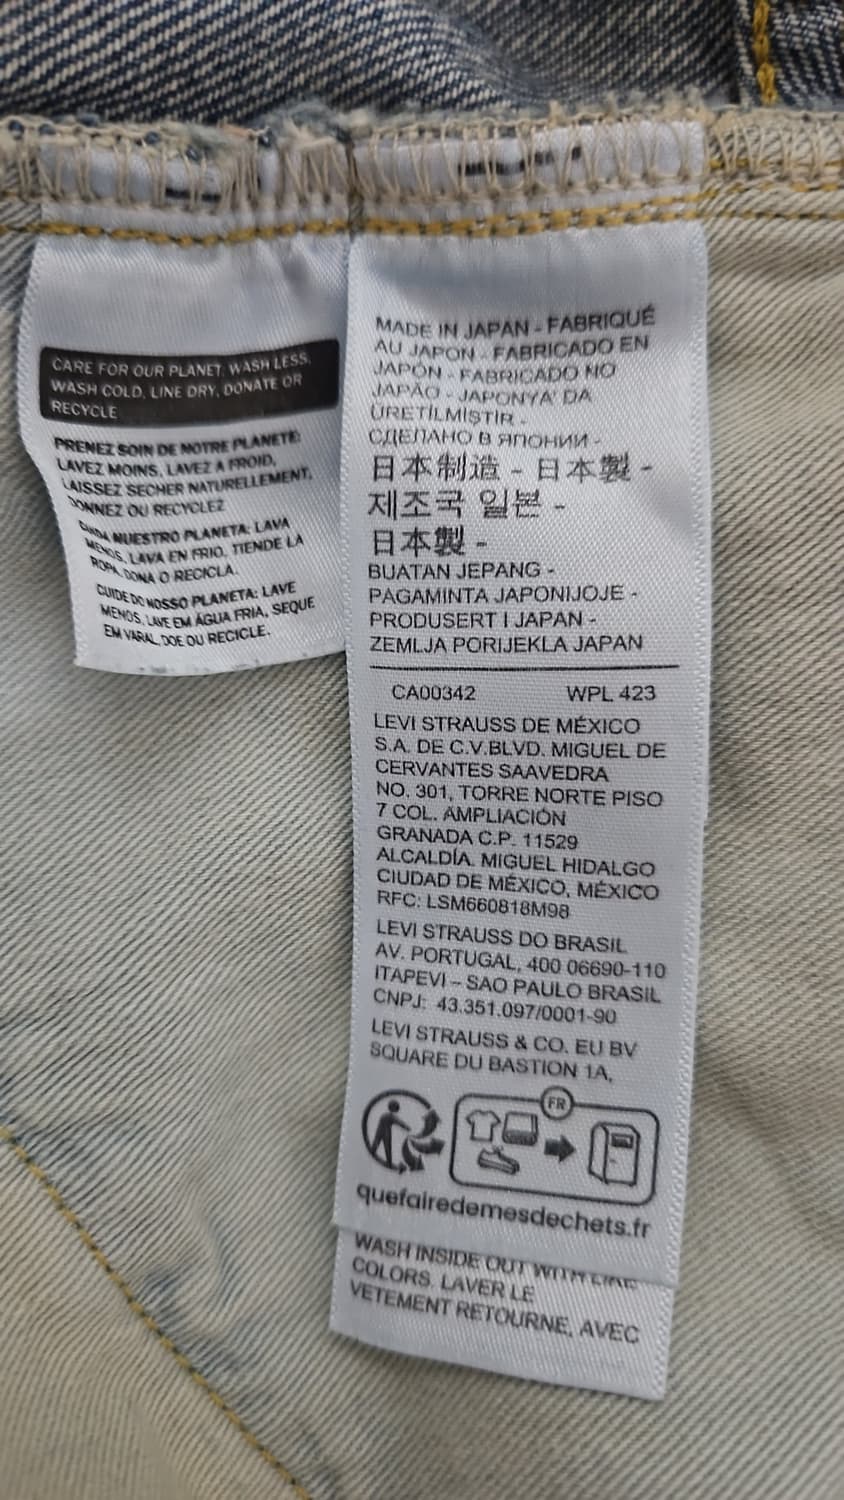 CARE FOR OUR PLANET: WASH LESS,
WASH COLD, LINE DRY, DONATE OR
RECYCLE
PRENEZ SOIN DE NOTRE PLANETE:
LAVEZ MOINS, LAVEZ A FROID,
LAISSEZ SECHER NATURELLEMENT,
DONNEZ OU RECYCLEZ
CUIDA NUESTRO PLANETA: LAVA
MENOS, LAVA EN FRIO, TIENDE LA
ROPA, DONA O RECICLA.
CUIDE DO NOSSO PLANETA: LAVE
MENOS, LAVE EM ÁGUA FRIA, SEQUE
EM VARAL, DOE OU RECICLE.
MADE IN JAPAN - FABRIQUÉ
AU JAPON - FABRICADO EN
JAPÓN - FABRICADO NO
JAPÃO - JAPONYA' DA
ÜRETİLMİŞTİR -
СДЕЛАНО В ЯПОНИИ -
日本制造 - 日本製 -
제조국 일본 -
日本製 -
BUATAN JEPANG -
PAGAMINTA JAPONIJOJE -
PRODUSERT I JAPAN -
ZEMLJA PORIJEKLA JAPAN
CA00342 WPL 423
LEVI STRAUSS DE MÉXICO
S.A. DE C.V.BLVD. MIGUEL DE
CERVANTES SAAVEDRA
NO. 301, TORRE NORTE PISO
7 COL. AMPLIACIÓN
GRANADA C.P. 11529
ALCALDÍA. MIGUEL HIDALGO
CIUDAD DE MÉXICO, MÉXICO
RFC: LSM660818M98
LEVI STRAUSS DO BRASIL
AV. PORTUGAL, 400 06690-110
ITAPEVI – SAO PAULO BRASIL
CNPJ: 43.351.097/0001-90
LEVI STRAUSS & CO. EU BV
SQUARE DU BASTION 1A,
FR
quefairedemesdechets.fr
WASH INSIDE OUT WITH LIKE
COLORS. LAVER LE
VETEMENT RETOURNE, AVEC